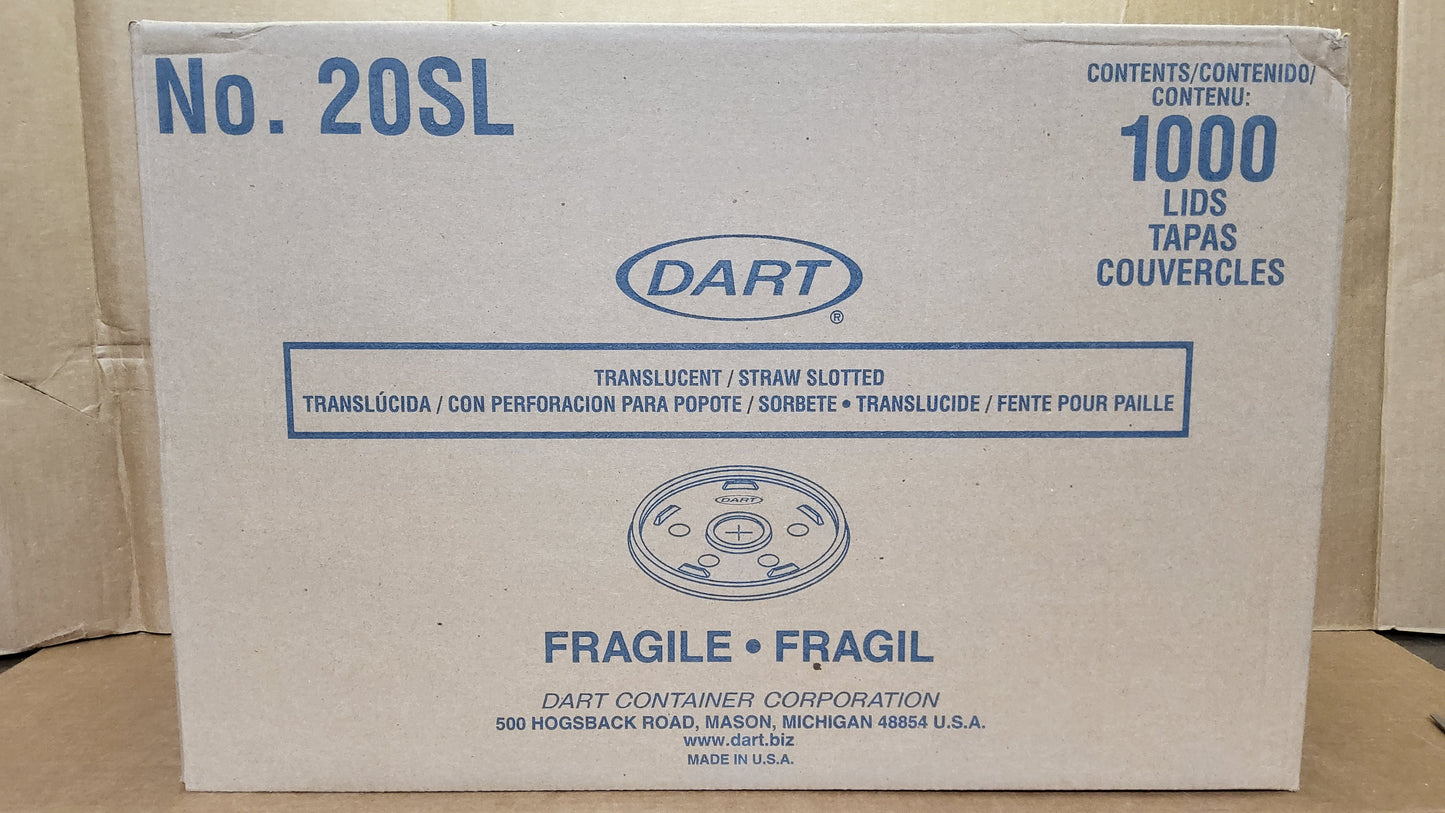 No. 20SL
CONTENTS/CONTENIDO/
CONTENU:
1000
LIDS
TAPAS
COUVERCLES
DART
®
TRANSLUCENT / STRAW SLOTTED
TRANSLÚCIDA / CON PERFORACION PARA POPOTE / SORBETE • TRANSLUCIDE / FENTE POUR PAILLE
DART
FRAGILE • FRAGIL
DART CONTAINER CORPORATION
500 HOGSBACK ROAD, MASON, MICHIGAN 48854 U.S.A.
www.dart.biz
MADE IN U.S.A.